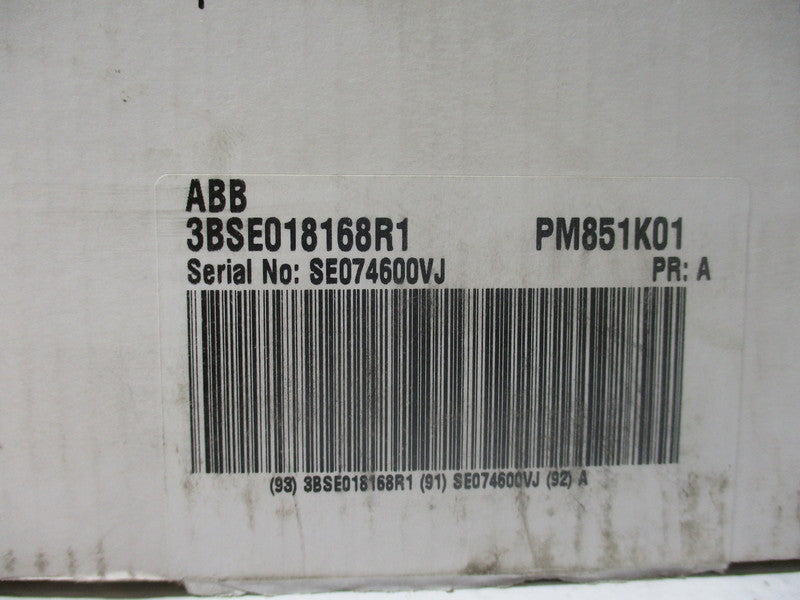 ABB
3BSE018168R1 PM851K01
Serial No: SE074600VJ PR: A
(93) 3BSE018168R1 (91) SE074600VJ (92) A